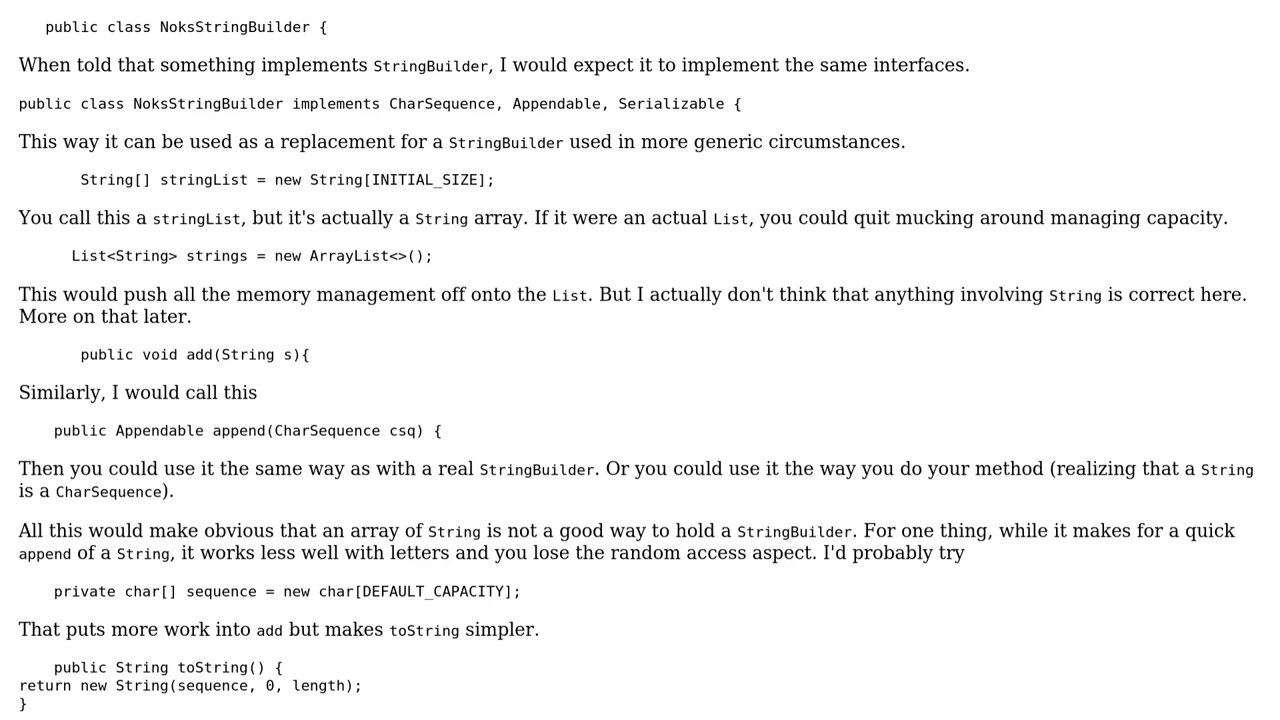 public class NoksStringBuilder {
When told that something implements StringBuilder, I would expect it to implement the same interfaces.
public class NoksStringBuilder implements CharSequence, Appendable, Serializable {
This way it can be used as a replacement for a StringBuilder used in more generic circumstances.
String[] stringList = new String[INITIAL_SIZE];
You call this a stringList, but it's actually a String array. If it were an actual List, you could quit mucking around managing capacity.
List<String> strings = new ArrayList<>();
This would push all the memory management off onto the List. But I actually don't think that anything involving String is correct here.
More on that later.
public void add(String s){
Similarly, I would call this
public Appendable append(CharSequence csq) {
Then you could use it the same way as with a real StringBuilder. Or you could use it the way you do your method (realizing that a String
is a CharSequence).
All this would make obvious that an array of String is not a good way to hold a StringBuilder. For one thing, while it makes for a quick
append of a String, it works less well with letters and you lose the random access aspect. I'd probably try
private char[] sequence = new char[DEFAULT_CAPACITY];
That puts more work into add but makes toString simpler.
public String toString() {
return new String(sequence, 0, length);
}